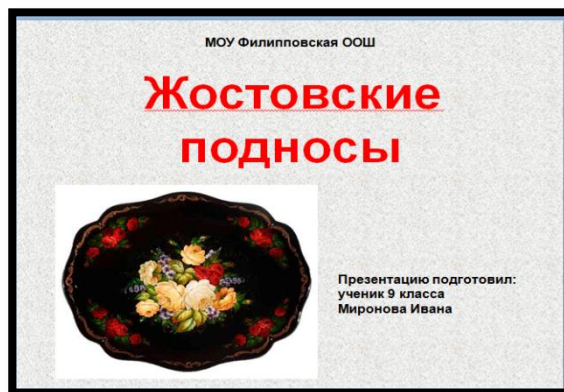 МОУ Филипповская ООШ
Жостовские
подносы
Презентацию подготовил:
ученик 9 класса
Миронова Ивана